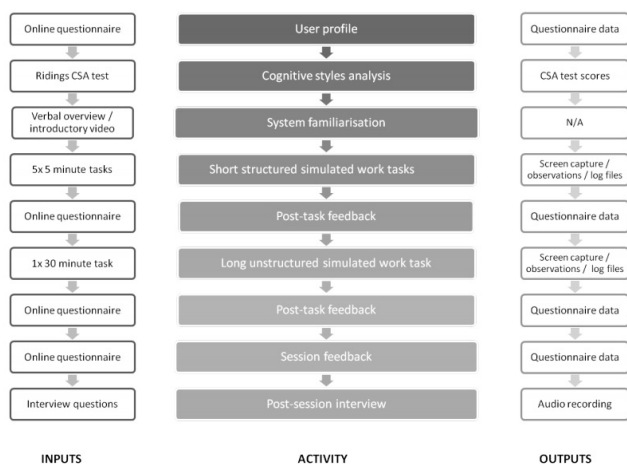 Online questionnaire
User profile
Questionnaire data
Ridings CSA test
Cognitive styles analysis
CSA test scores
Verbal overview /
introductory video
System familiarisation
N/A
5x 5 minute tasks
Short structured simulated work tasks
Screen capture /
observations / log files
Online questionnaire
Post-task feedback
Questionnaire data
1x 30 minute task
Long unstructured simulated work task
Screen capture /
observations / log files
Online questionnaire
Post-task feedback
Questionnaire data
Online questionnaire
Session feedback
Questionnaire data
Interview questions
Post-session interview
Audio recording
INPUTS
ACTIVITY
OUTPUTS